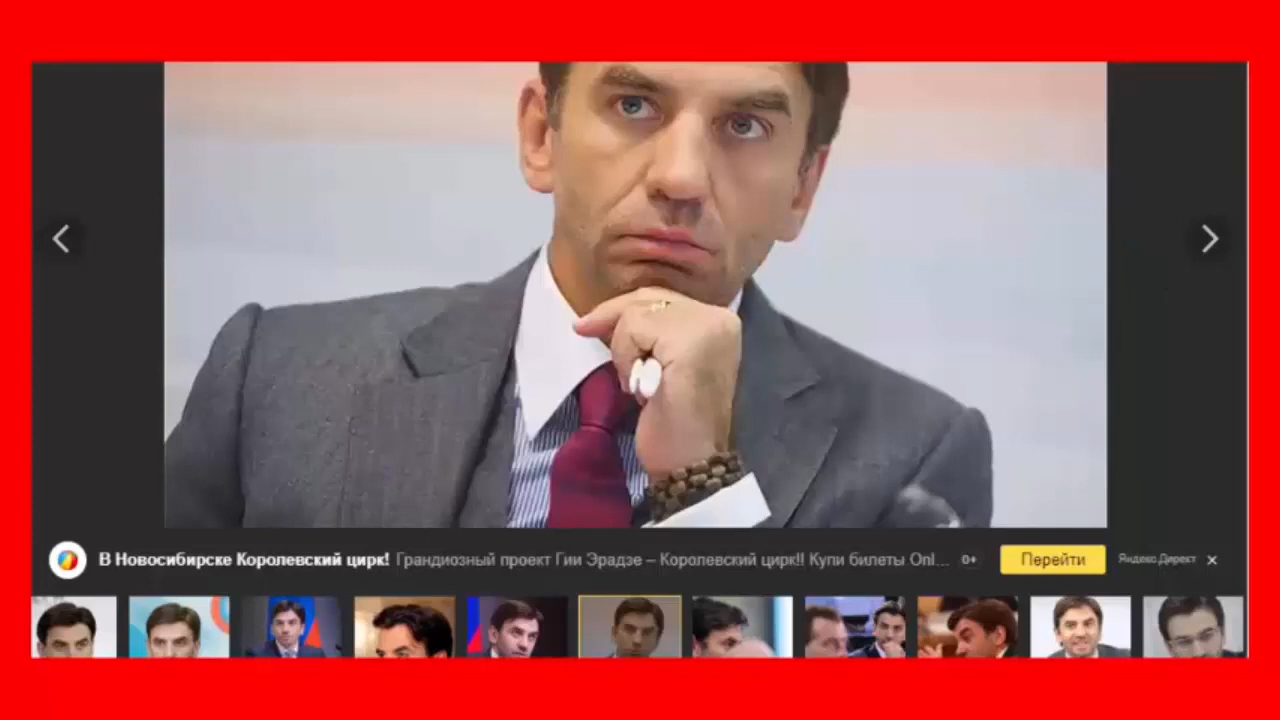 В Новосибирске Королевский цирк! Грандиозный проект Гии Эрадзе – Королевский цирк!! Купи билеты Onl... 0+ Перейти Яндекс.Директ